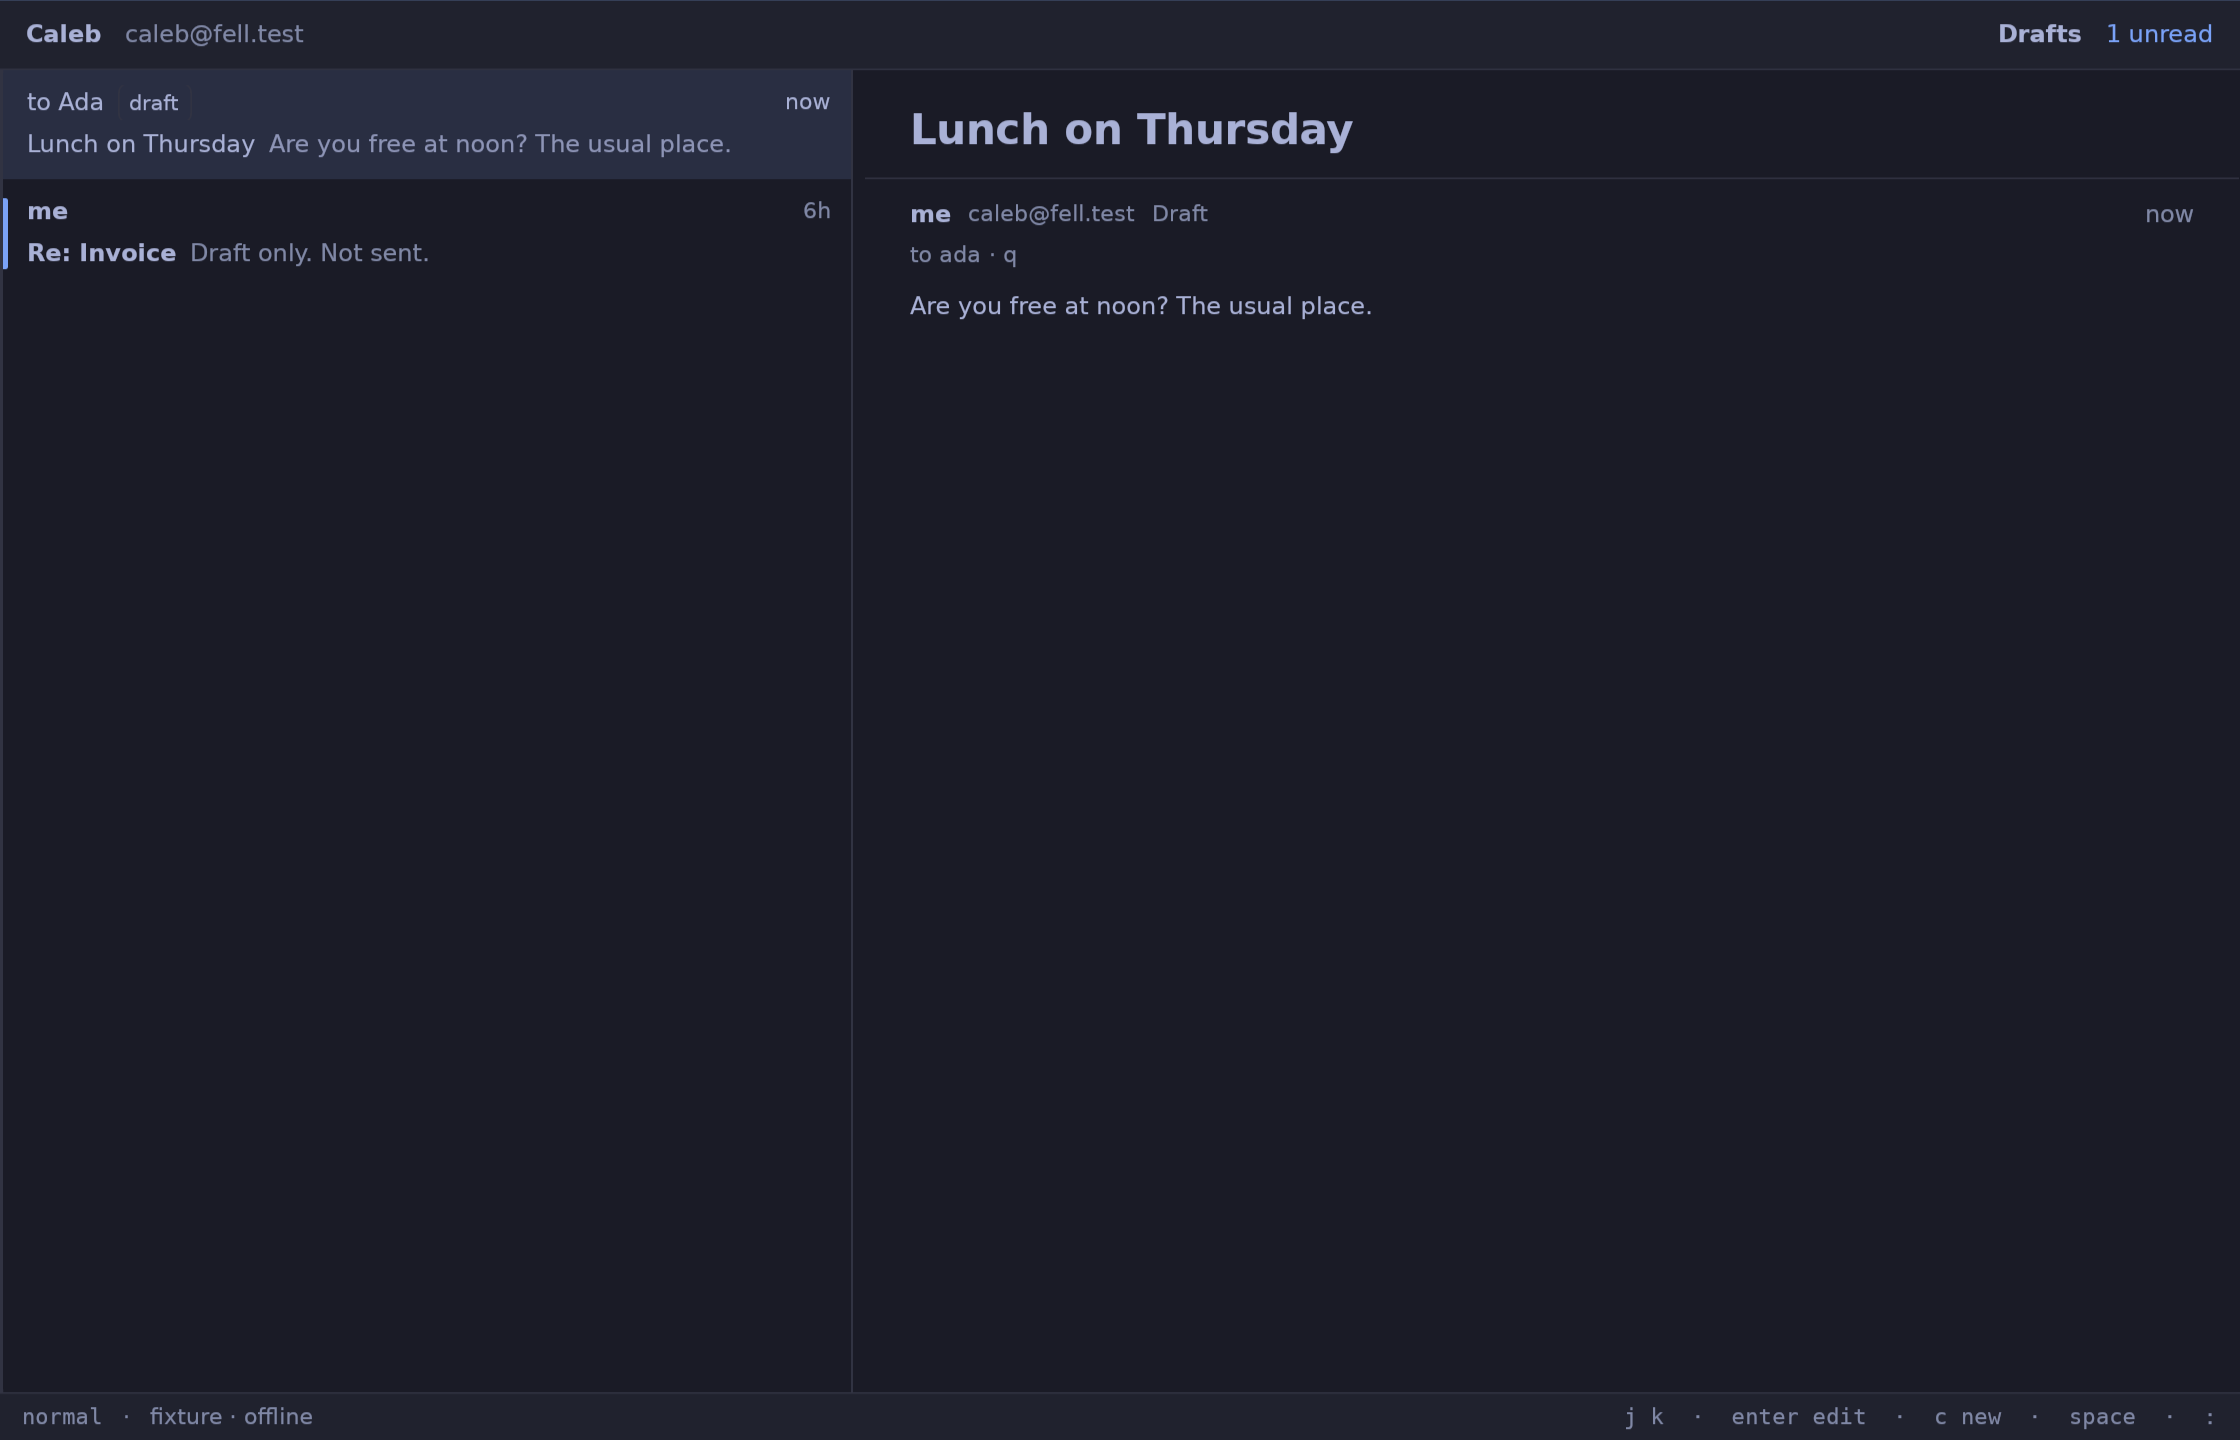 Caleb caleb@fell.test Drafts 1 unread
to Ada draft now
Lunch on Thursday Are you free at noon? The usual place.
me 6h
Re: Invoice Draft only. Not sent.
Lunch on Thursday
me caleb@fell.test Draft now
to ada · q
Are you free at noon? The usual place.
normal · fixture · offline j k · enter edit · c new · space · :